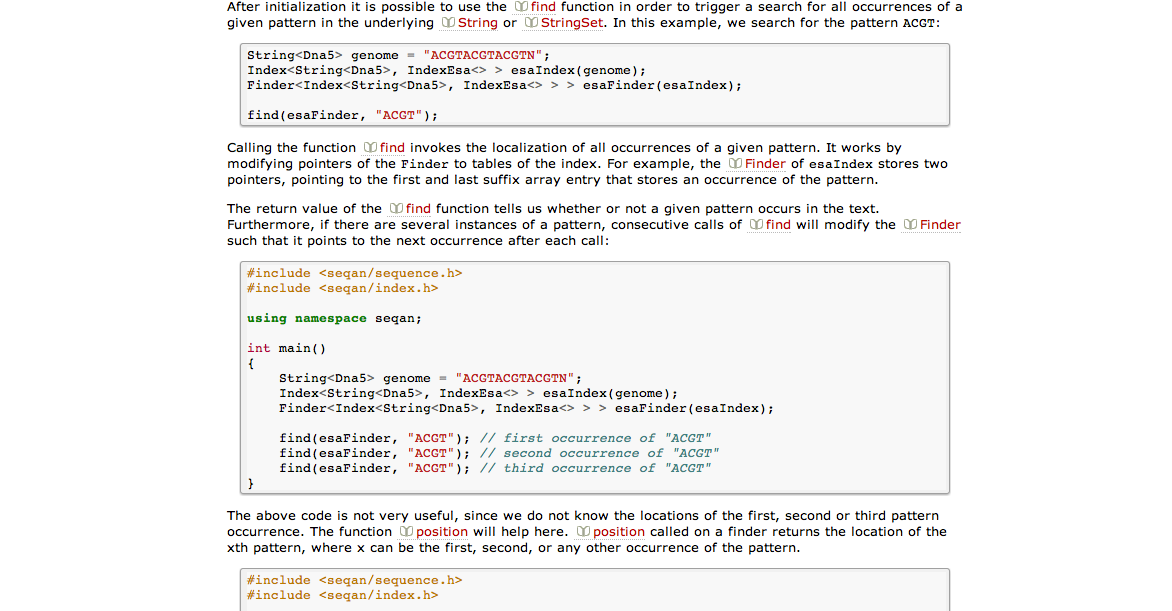 After initialization it is possible to use the find function in order to trigger a search for all occurrences of a
given pattern in the underlying String or StringSet. In this example, we search for the pattern ACGT:
String<Dna5> genome = "ACGTACGTACGTN";
Index<String<Dna5>, IndexEsa<> > esaIndex(genome);
Finder<Index<String<Dna5>, IndexEsa<> > > esaFinder(esaIndex);
find(esaFinder, "ACGT");
Calling the function find invokes the localization of all occurrences of a given pattern. It works by
modifying pointers of the Finder to tables of the index. For example, the Finder of esaIndex stores two
pointers, pointing to the first and last suffix array entry that stores an occurrence of the pattern.
The return value of the find function tells us whether or not a given pattern occurs in the text.
Furthermore, if there are several instances of a pattern, consecutive calls of find will modify the Finder
such that it points to the next occurrence after each call:
#include <seqan/sequence.h>
#include <seqan/index.h>
using namespace seqan;
int main()
{
    String<Dna5> genome = "ACGTACGTACGTN";
    Index<String<Dna5>, IndexEsa<> > esaIndex(genome);
    Finder<Index<String<Dna5>, IndexEsa<> > > esaFinder(esaIndex);
    find(esaFinder, "ACGT"); // first occurrence of "ACGT"
    find(esaFinder, "ACGT"); // second occurrence of "ACGT"
    find(esaFinder, "ACGT"); // third occurrence of "ACGT"
}
The above code is not very useful, since we do not know the locations of the first, second or third pattern
occurrence. The function position will help here. position called on a finder returns the location of the
xth pattern, where x can be the first, second, or any other occurrence of the pattern.
#include <seqan/sequence.h>
#include <seqan/index.h>